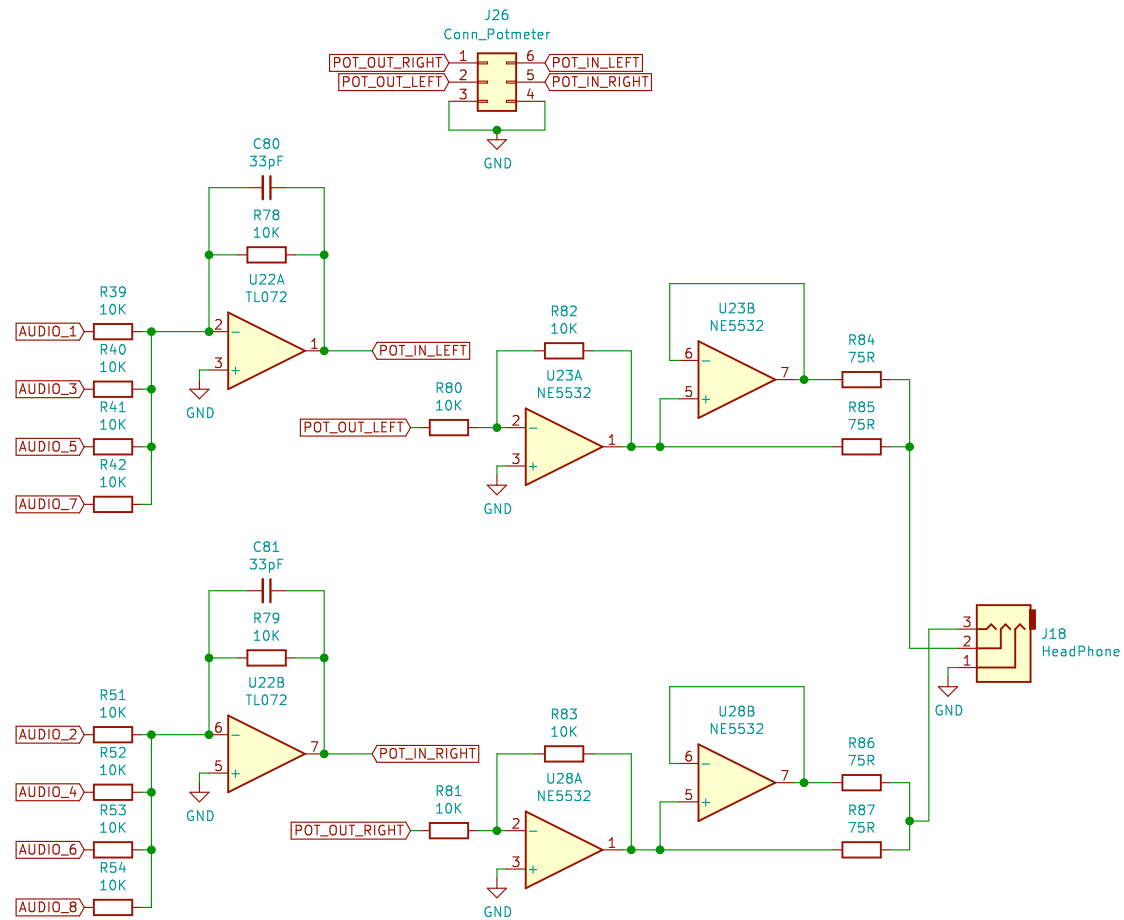 J26
Conn_Potmeter
POT_OUT_RIGHT 1 6 POT_IN_LEFT
POT_OUT_LEFT 2 5 POT_IN_RIGHT
3 4
GND
C80
33pF
R78
10K
U22A
TL072
R39
10K
AUDIO_1
2 −
1
POT_IN_LEFT
3 +
GND
R40
10K
AUDIO_3
R41
10K
AUDIO_5
R42
10K
AUDIO_7
R82
10K
U23A
NE5532
R80
10K
POT_OUT_LEFT
2 −
1
3 +
GND
U23B
NE5532
6 −
7
5 +
R84
75R
R85
75R
C81
33pF
R79
10K
U22B
TL072
R51
10K
AUDIO_2
6 −
7
POT_IN_RIGHT
5 +
GND
R52
10K
AUDIO_4
R53
10K
AUDIO_6
R54
10K
AUDIO_8
R83
10K
U28A
NE5532
R81
10K
POT_OUT_RIGHT
2 −
1
3 +
GND
U28B
NE5532
6 −
7
5 +
R86
75R
R87
75R
3
2
1
J18
HeadPhone
GND